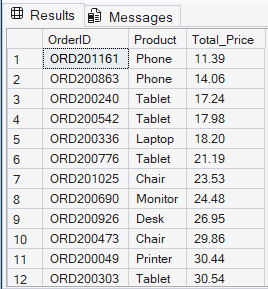 Results Messages
OrderID Product Total_Price
1 ORD201161 Phone 11.39
2 ORD200863 Phone 14.06
3 ORD200240 Tablet 17.24
4 ORD200542 Tablet 17.98
5 ORD200336 Laptop 18.20
6 ORD200776 Tablet 21.19
7 ORD201025 Chair 23.53
8 ORD200690 Monitor 24.48
9 ORD200926 Desk 26.95
10 ORD200473 Chair 29.86
11 ORD200049 Printer 30.44
12 ORD200303 Tablet 30.54